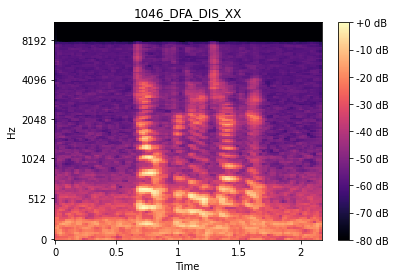 1046_DFA_DIS_XX
Hz
8192
4096
2048
1024
512
0
0
0.5
1
1.5
2
Time
+0 dB
-10 dB
-20 dB
-30 dB
-40 dB
-50 dB
-60 dB
-70 dB
-80 dB